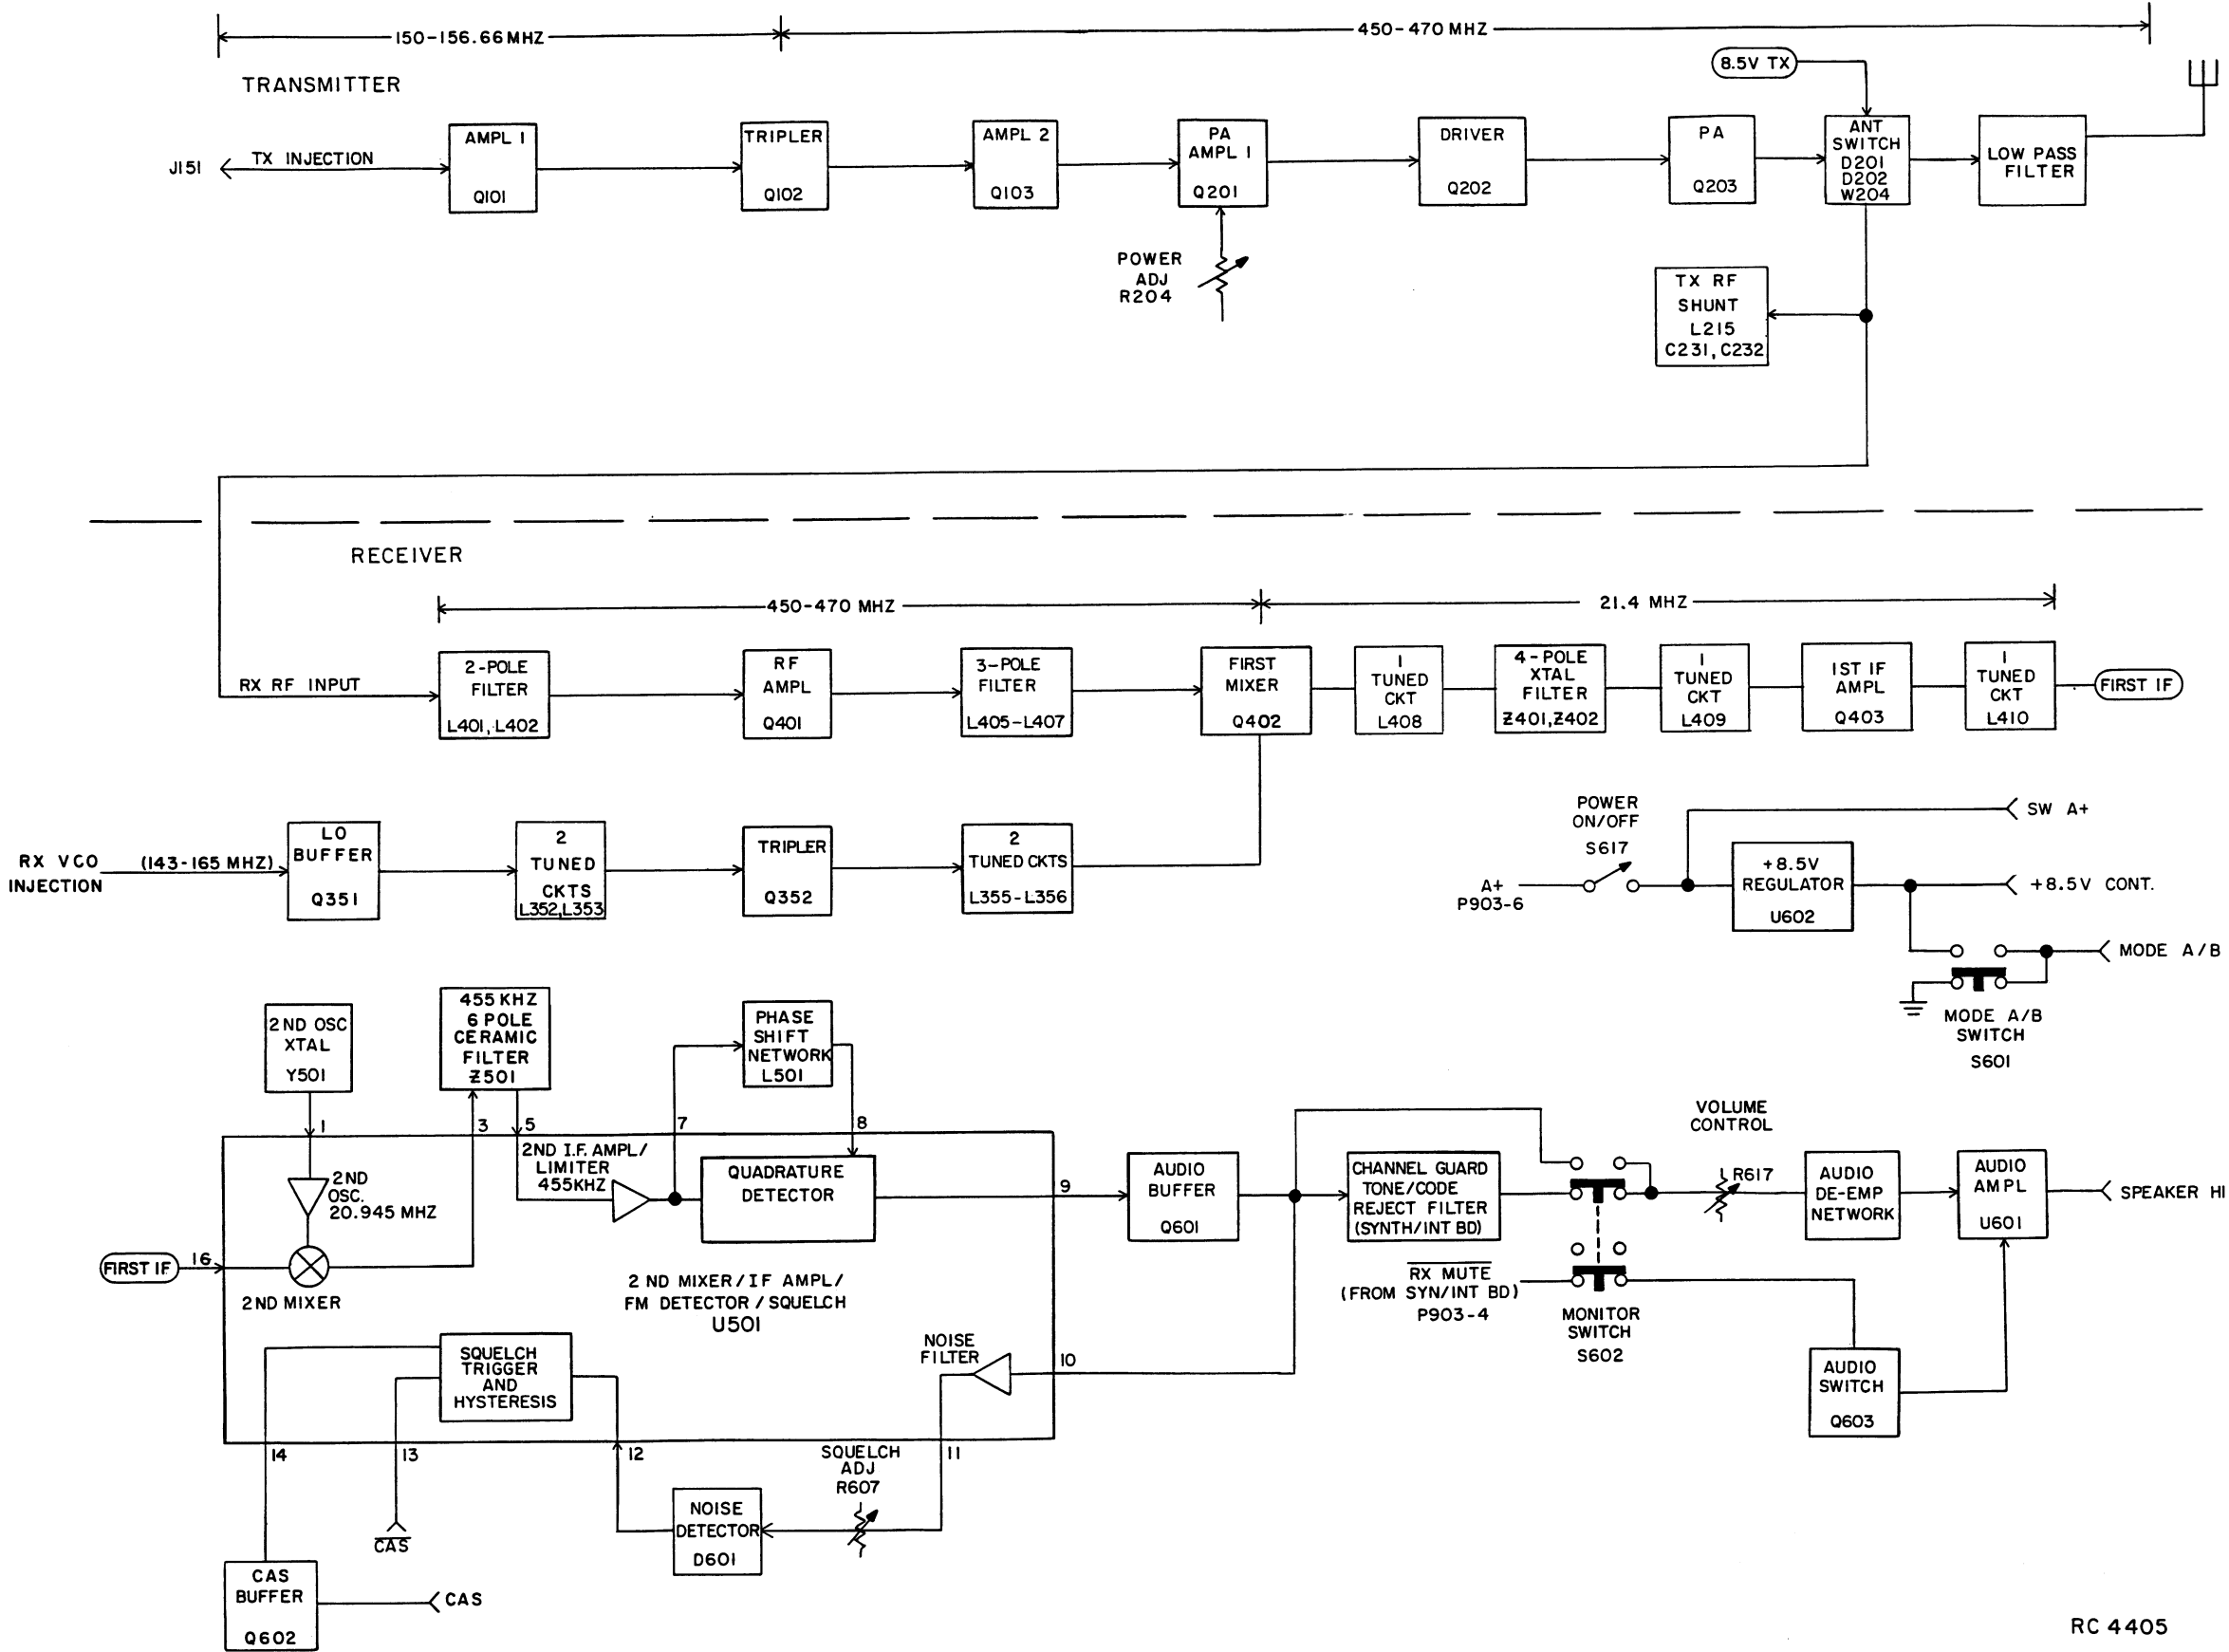 150-156.66 MHZ
450-470 MHZ
TRANSMITTER
8.5V TX
J151
TX INJECTION
AMPL 1
Q101
TRIPLER
Q102
AMPL 2
Q103
PA
AMPL 1
Q201
DRIVER
Q202
PA
Q203
ANT
SWITCH
D201
D202
W204
LOW PASS
FILTER
POWER
ADJ
R204
TX RF
SHUNT
L215
C231, C232
RECEIVER
450-470 MHZ
21.4 MHZ
RX RF INPUT
2-POLE
FILTER
L401, L402
RF
AMPL
Q401
3-POLE
FILTER
L405-L407
FIRST
MIXER
Q402
1
TUNED
CKT
L408
4-POLE
XTAL
FILTER
Z401,Z402
1
TUNED
CKT
L409
1ST IF
AMPL
Q403
1
TUNED
CKT
L410
FIRST IF
RX VCO
INJECTION
(143-165 MHZ)
LO
BUFFER
Q351
2
TUNED
CKTS
L352,L353
TRIPLER
Q352
2
TUNED CKTS
L355-L356
POWER
ON/OFF
S617
A+
P903-6
SW A+
+8.5V
REGULATOR
U602
+8.5V CONT.
MODE A/B
MODE A/B
SWITCH
S601
2ND OSC
XTAL
Y501
455 KHZ
6 POLE
CERAMIC
FILTER
Z501
PHASE
SHIFT
NETWORK
L501
1
3
5
7
8
2ND
OSC.
20.945 MHZ
2ND I.F. AMPL/
LIMITER
455KHZ
QUADRATURE
DETECTOR
9
FIRST IF
16
2ND MIXER
2 ND MIXER/IF AMPL/
FM DETECTOR/SQUELCH
U501
AUDIO
BUFFER
Q601
CHANNEL GUARD
TONE/CODE
REJECT FILTER
(SYNTH/INT BD)
VOLUME
CONTROL
R617
AUDIO
DE-EMP
NETWORK
AUDIO
AMPL
U601
SPEAKER HI
RX MUTE
(FROM SYN/INT BD)
P903-4
MONITOR
SWITCH
S602
AUDIO
SWITCH
Q603
SQUELCH
TRIGGER
AND
HYSTERESIS
NOISE
FILTER
10
14
13
12
11
SQUELCH
ADJ
R607
NOISE
DETECTOR
D601
CAS
CAS
BUFFER
Q602
CAS
RC 4405